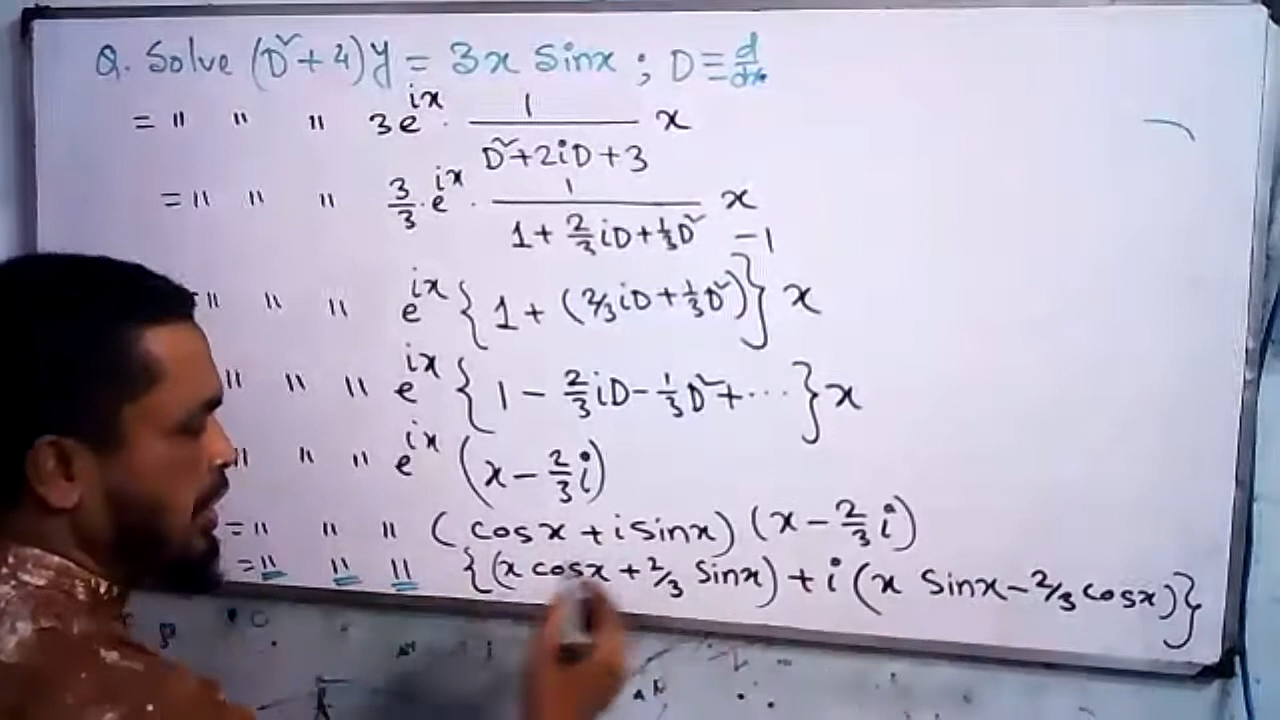 Q. Solve (D²+4)y = 3x Sinx ; D≡d/dx
= " " " 3e^{ix} · 1/(D²+2iD+3) x
= " " " 3/3 · e^{ix} · 1/(1+2/3 iD+1/3 D²) x
" " " e^{ix} {1 + (2/3 iD + 1/3 D²)}^{-1} x
" " " e^{ix} {1 - 2/3 iD - 1/3 D² + ···} x
" " " e^{ix} (x - 2/3 i)
= " " " (cosx + i sinx) (x - 2/3 i)
= " " " {(x cosx + 2/3 Sinx) + i (x Sinx - 2/3 cosx)}